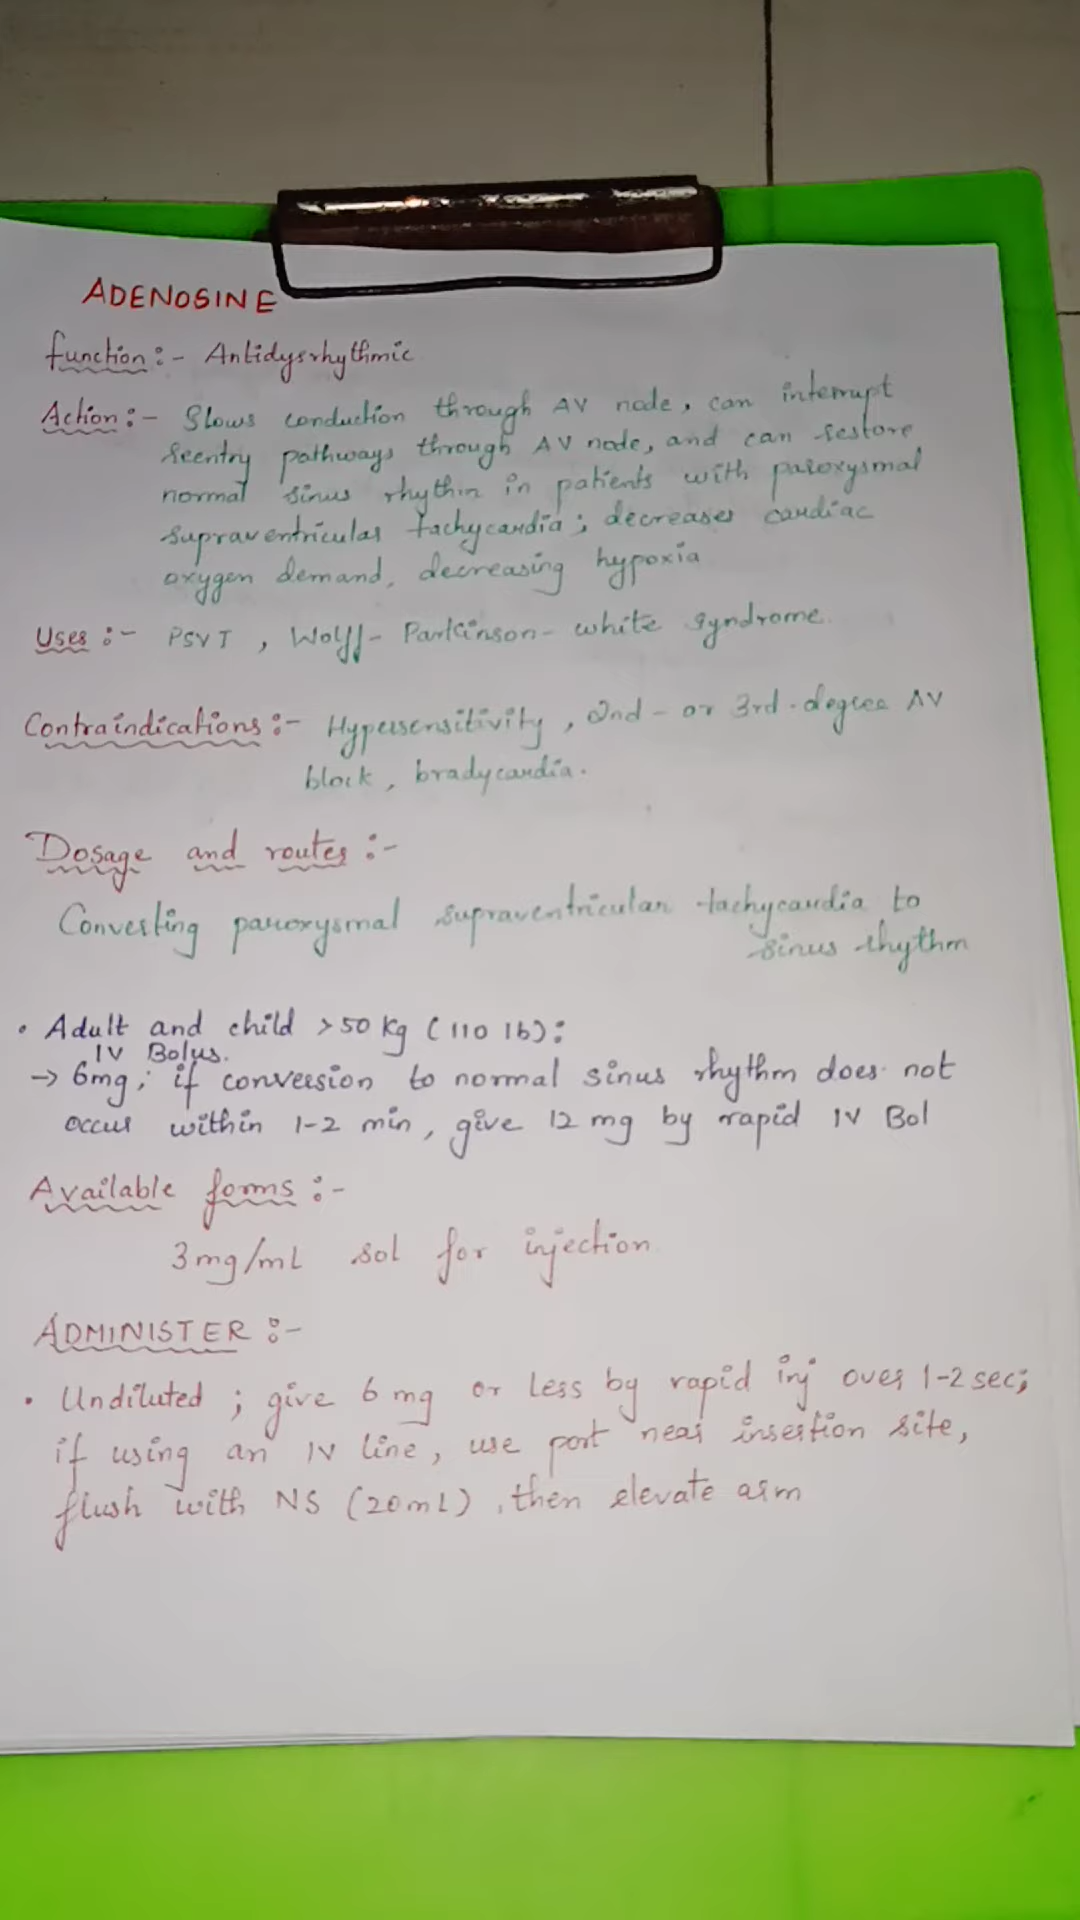 ADENOSINE
function:- Antidysrhythmic
Action:- Slows conduction through AV node, can interrupt
reentry pathways through AV node, and can restore
normal sinus rhythm in patients with paroxysmal
supraventricular tachycardia; decreases cardiac
oxygen demand, decreasing hypoxia
Uses:- PSVT, Wolff-Parkinson-white syndrome.
Contraindications:- Hypersensitivity, 2nd- or 3rd-degree AV
block, bradycardia.
Dosage and routes:-
Converting paroxysmal supraventricular tachycardia to
sinus rhythm
• Adult and child >50 kg (110 lb):
IV Bolus.
→ 6mg; if conversion to normal sinus rhythm does not
occur within 1-2 min, give 12 mg by rapid IV Bol
Available forms:-
3mg/mL sol for injection
ADMINISTER:-
• Undiluted; give 6 mg or less by rapid inj over 1-2 sec;
if using an IV line, use port near insertion site,
flush with NS (20mL), then elevate arm